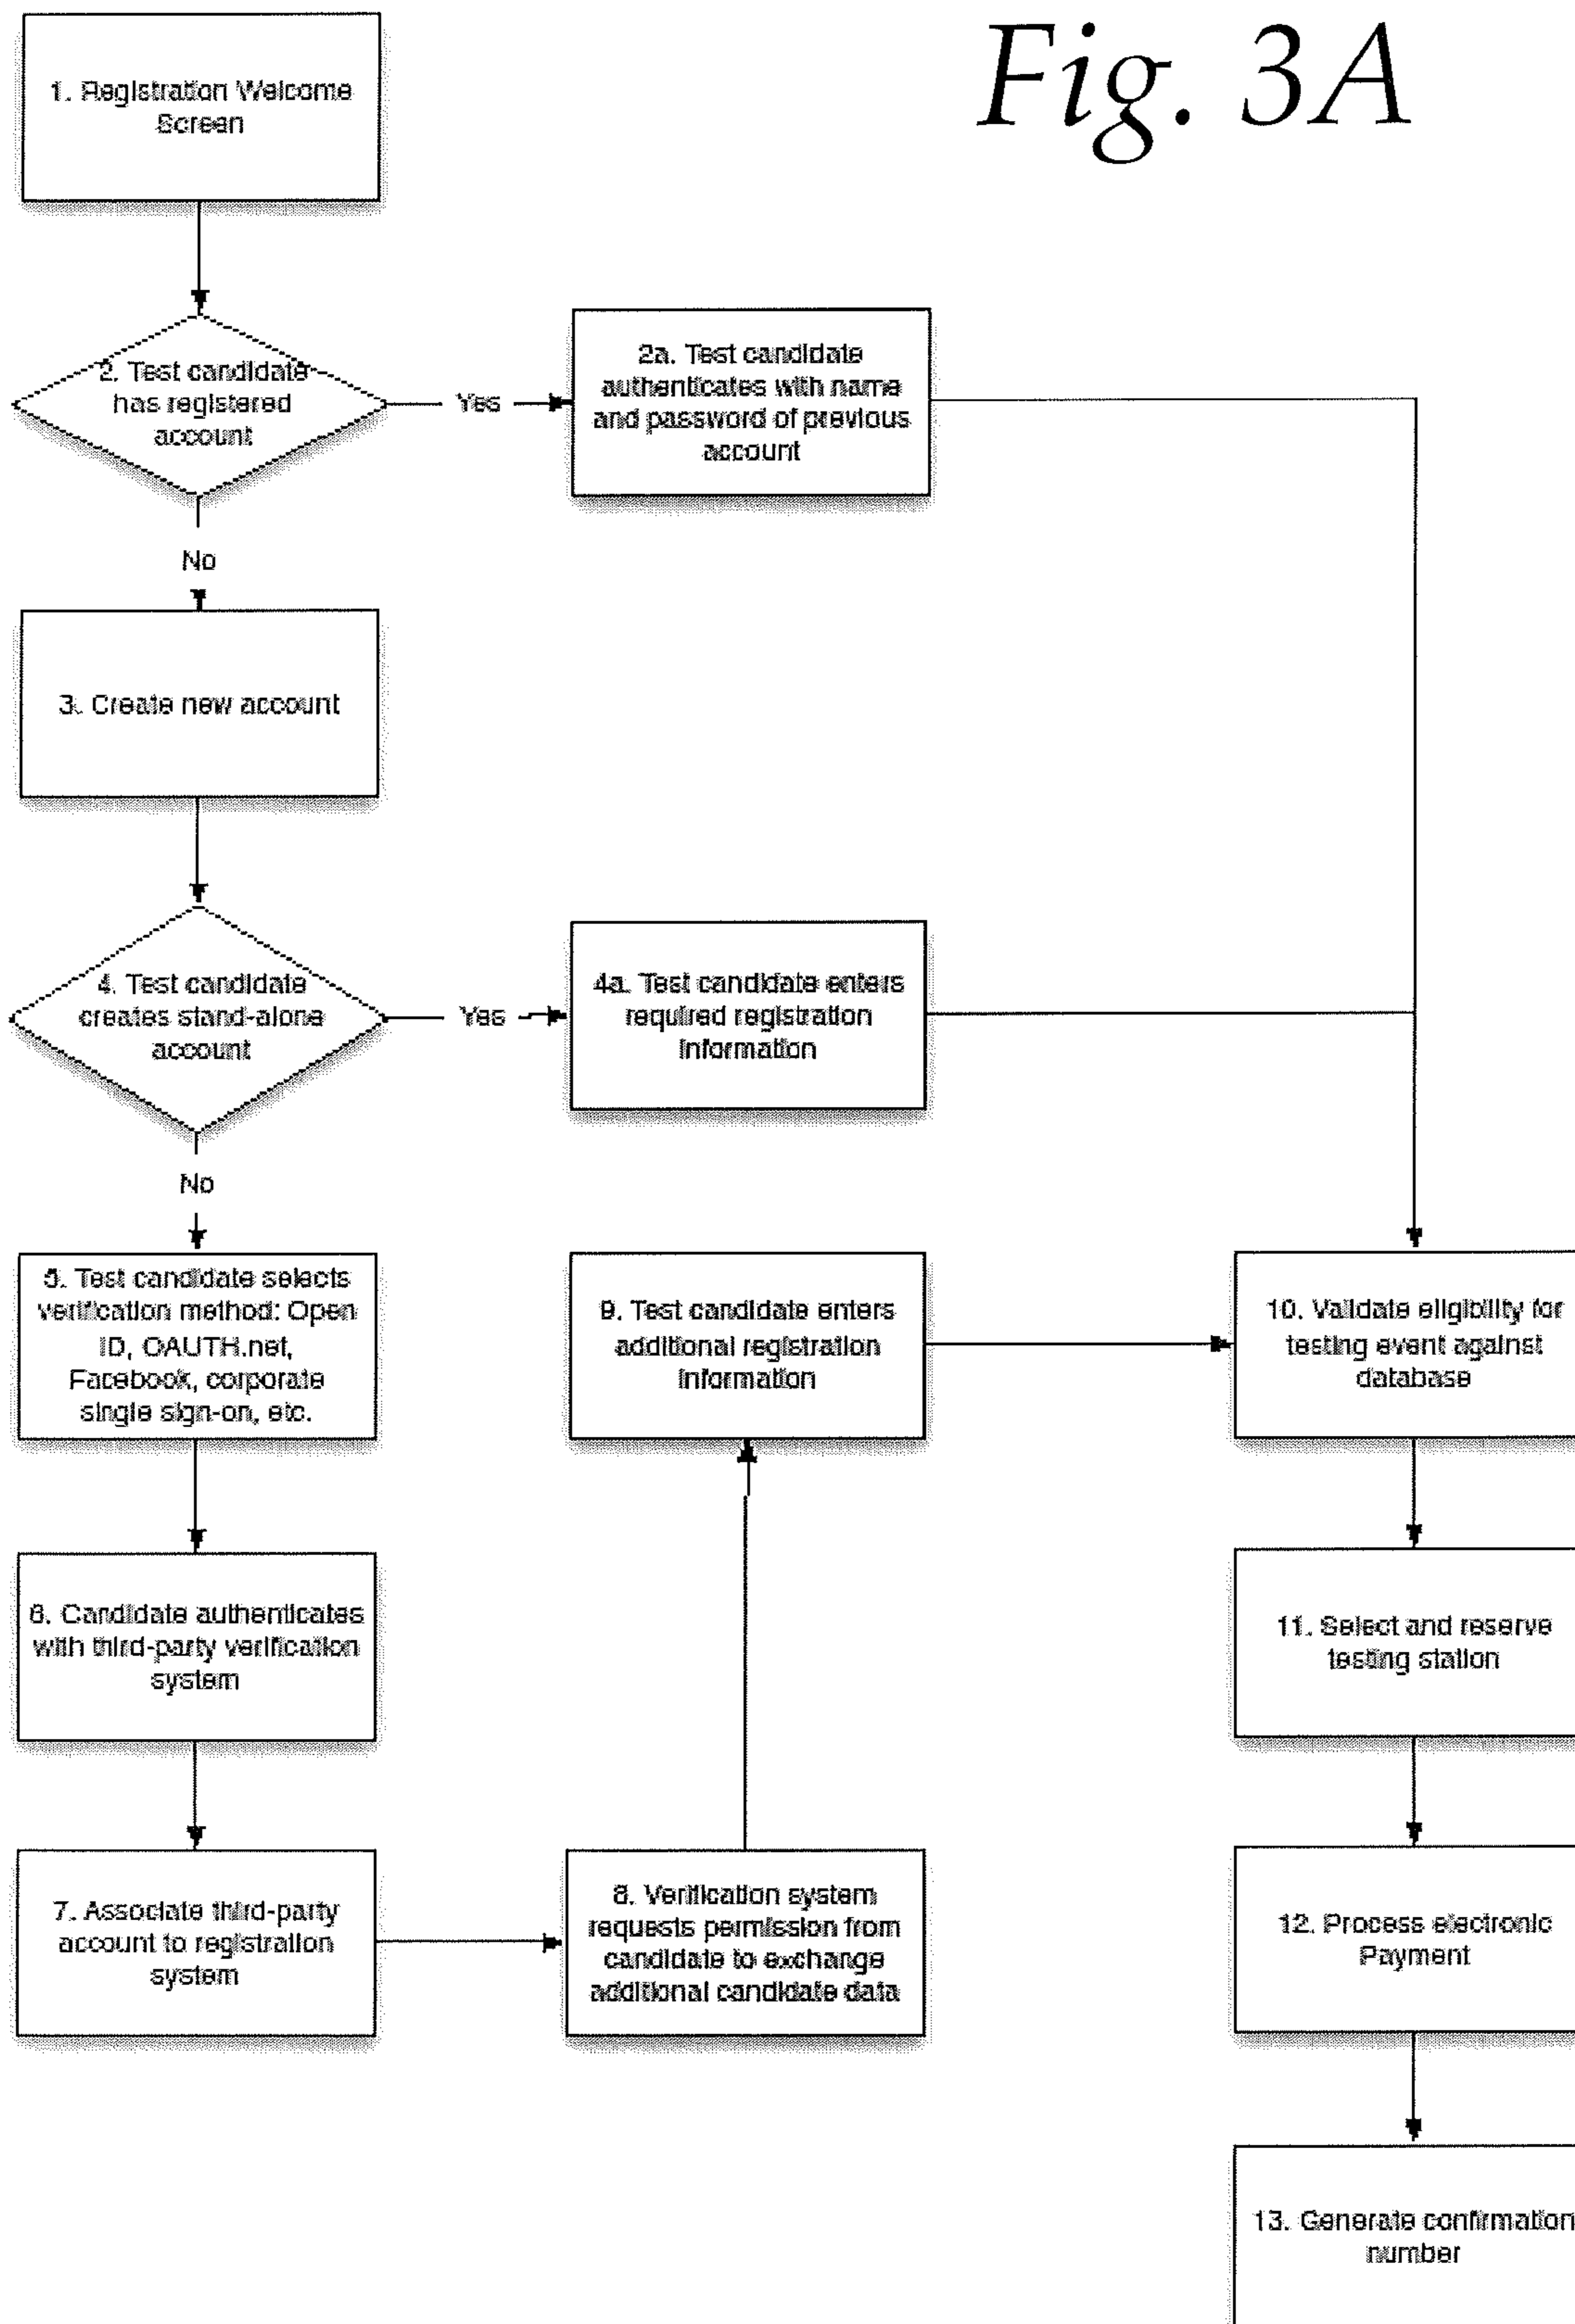 Fig. 3A
1. Registration Welcome
Screen
2. Test candidate
has registered
account
Yes
2a. Test candidate
authenticates with name
and password of previous
account
No
3. Create new account
4. Test candidate
creates stand-alone
account
Yes
4a. Test candidate enters
required registration
information
No
5. Test candidate selects
verification method: Open
ID, OAUTH.net,
Facebook, corporate
single sign-on, etc.
6. Candidate authenticates
with third-party verification
system
7. Associate third-party
account to registration
system
8. Verification system
requests permission from
candidate to exchange
additional candidate data
9. Test candidate enters
additional registration
information
10. Validate eligibility for
testing event against
database
11. Select and reserve
testing station
12. Process electronic
Payment
13. Generate confirmation
number